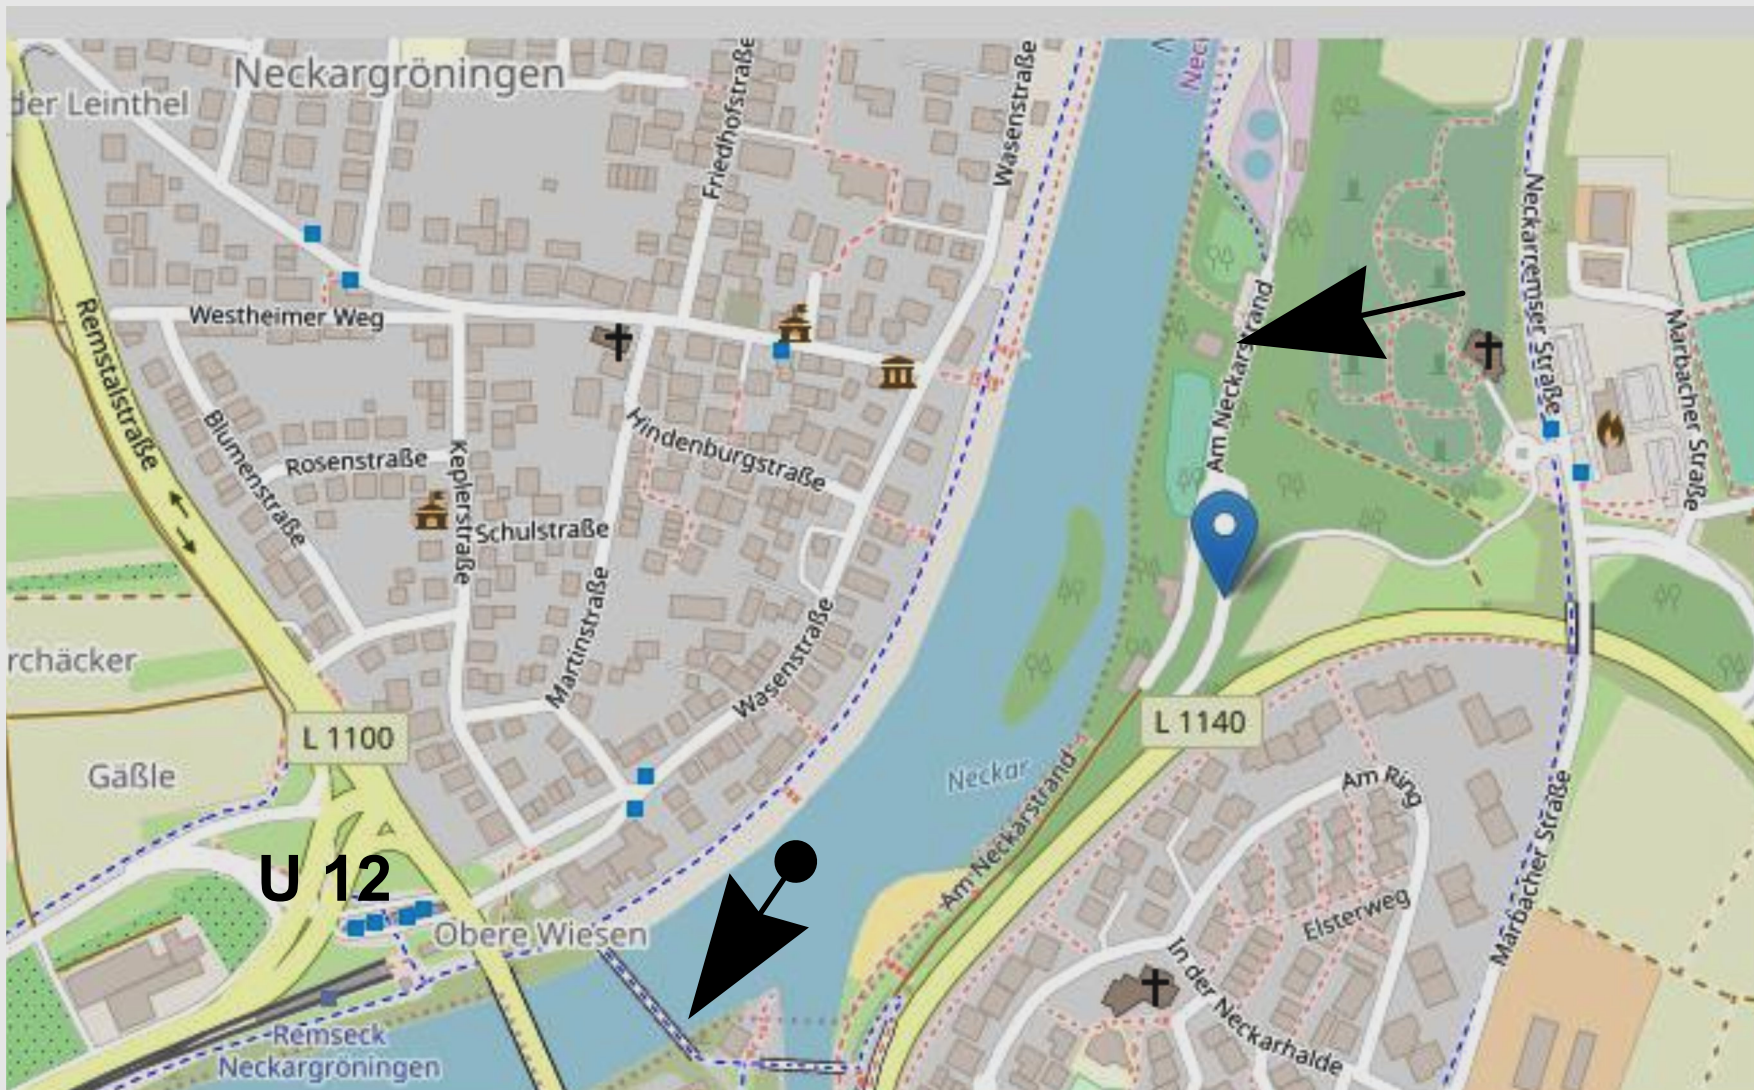 Neckargröningen
der Leinthel
Friedhofstraße
Wasenstraße
Neck
Westheimer Weg
Remstalstraße
Blumenstraße
Rosenstraße
Keplerstraße
Schulstraße
Hindenburgstraße
Martinstraße
Wasenstraße
Am Neckarstrand
Neckarremser Straße
Marbacher Straße
rchäcker
L 1100
Gäßle
L 1140
Neckar
Am Neckarstrand
Am Ring
Marbacher Straße
Elsterweg
In der Neckarhalde
U 12
Obere Wiesen
Remseck
Neckargröningen